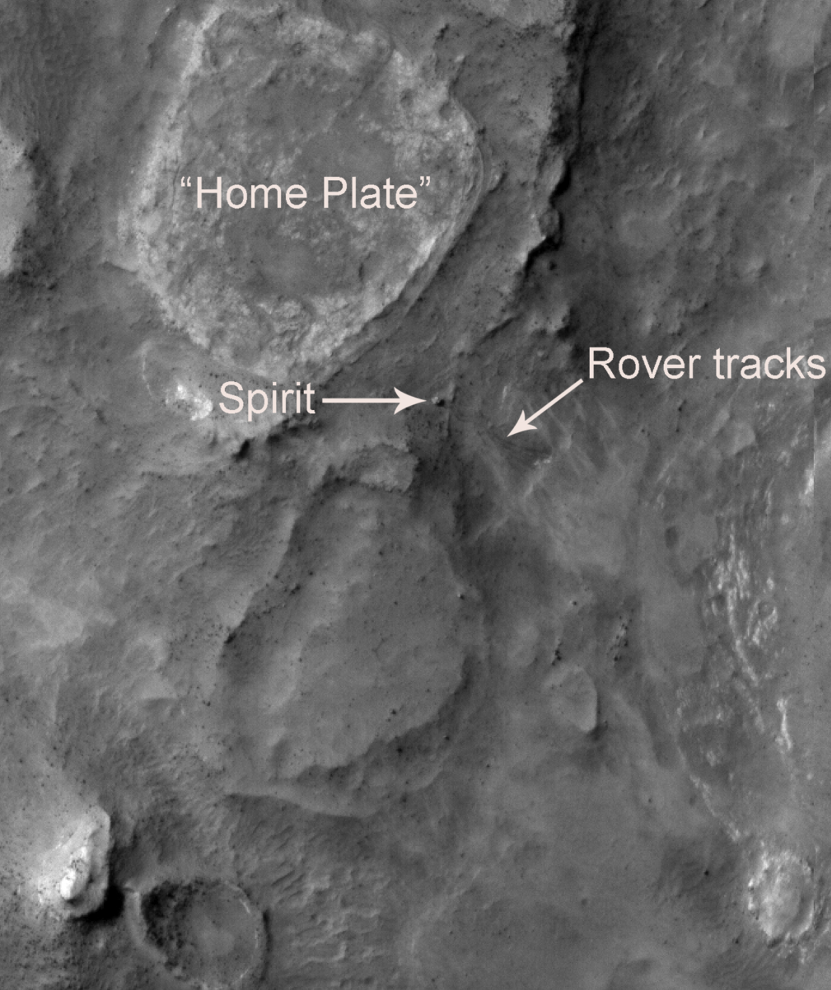 “Home Plate”
Rover tracks
Spirit